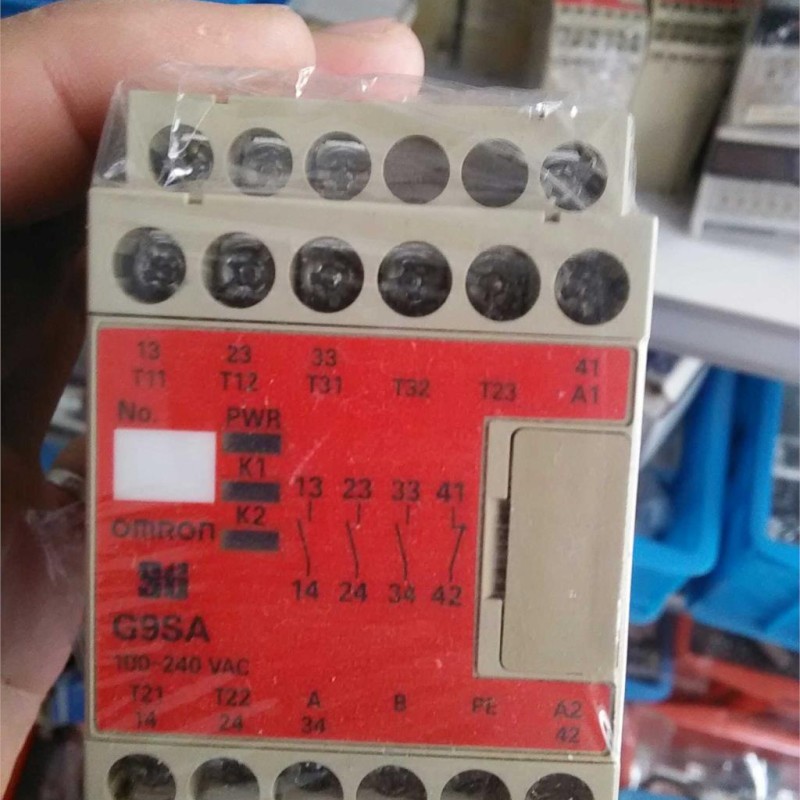 13 23 33 41
T11 T12 T31 T32 T23 A1
No. PWR
K1
K2
13 23 33 41
14 24 34 42
OMRON
G9SA
100-240 VAC
T21 T22 A B PE A2
14 24 34 42